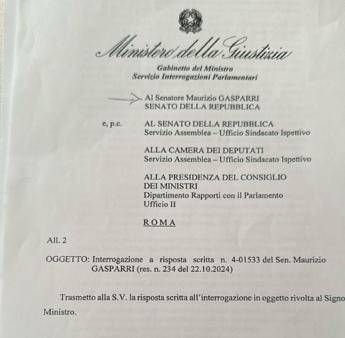 Ministero della Giustizia
Gabinetto del Ministro
Servizio Interrogazioni Parlamentari
Al Senatore Maurizio GASPARRI
SENATO DELLA REPUBBLICA
e, p.c. AL SENATO DELLA REPUBBLICA
Servizio Assemblea – Ufficio Sindacato Ispettivo
ALLA CAMERA DEI DEPUTATI
Servizio Assemblea – Ufficio Sindacato Ispettivo
ALLA PRESIDENZA DEL CONSIGLIO
DEI MINISTRI
Dipartimento Rapporti con il Parlamento
Ufficio II
ROMA
All. 2
OGGETTO: Interrogazione a risposta scritta n. 4-01533 del Sen. Maurizio
GASPARRI (res. n. 234 del 22.10.2024)
Trasmetto alla S.V. la risposta scritta all'interrogazione in oggetto rivolta al Signo
Ministro.